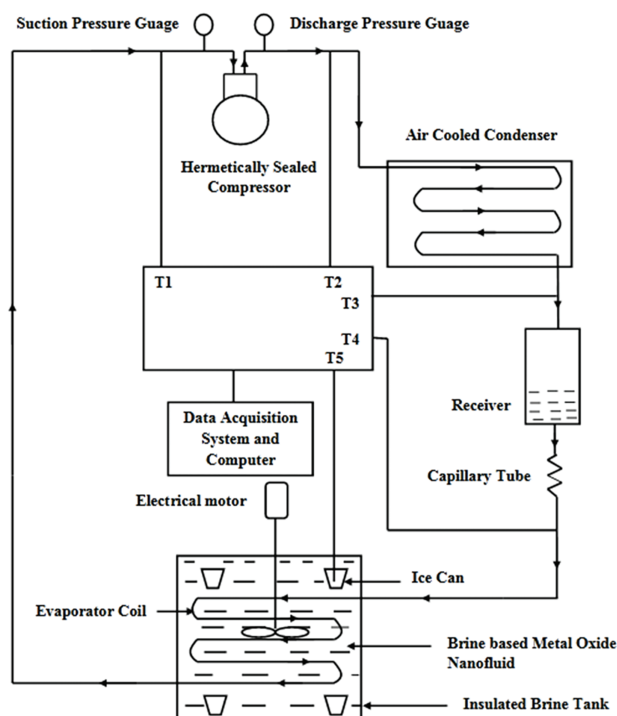 Suction Pressure Guage
Discharge Pressure Guage
Air Cooled Condenser
Hermetically Sealed
Compressor
T1
T2
T3
T4
T5
Receiver
Data Acquisition
System and
Computer
Capillary Tube
Electrical motor
Ice Can
Evaporator Coil
Brine based Metal Oxide
Nanofluid
Insulated Brine Tank